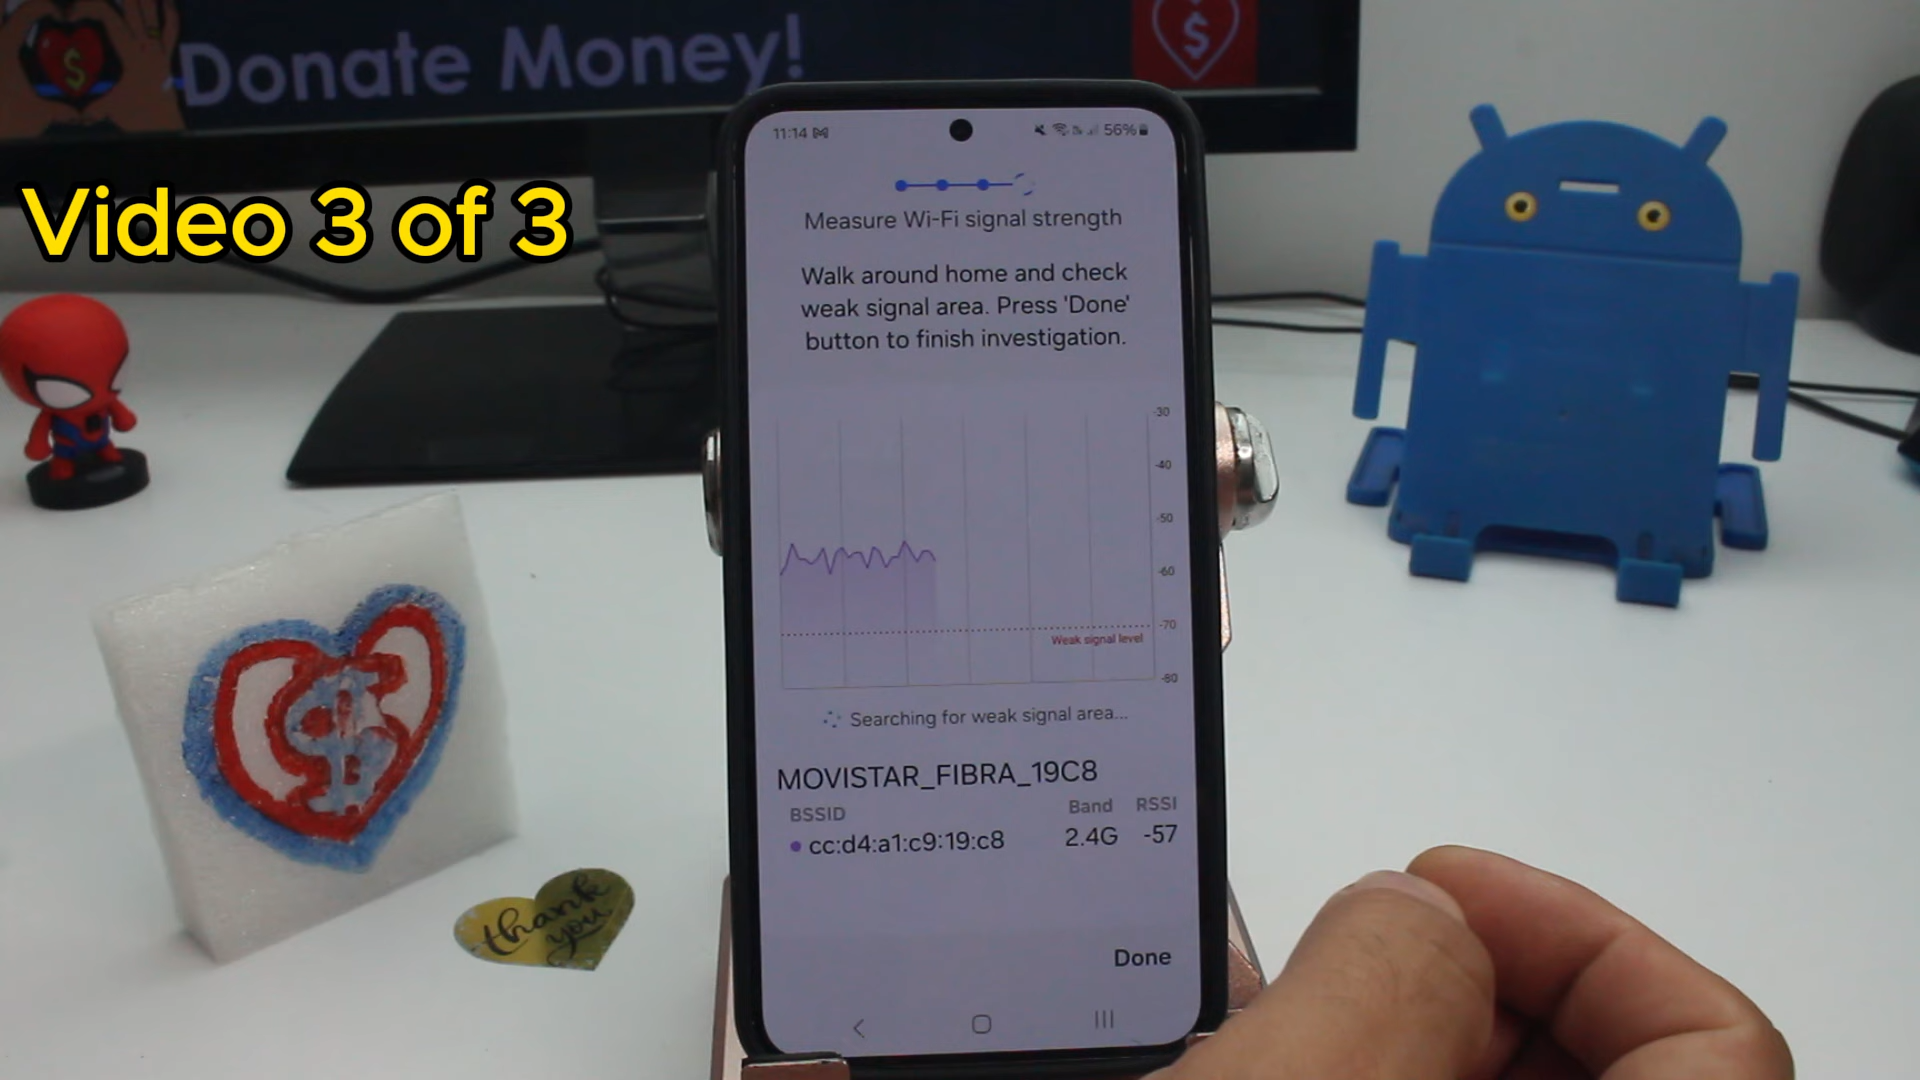 Donate Money!
$
$
Video 3 of 3
11:14
56%
Measure Wi-Fi signal strength
Walk around home and check
weak signal area. Press 'Done'
button to finish investigation.
-30
-40
-50
-60
-70
Weak signal level
-80
Searching for weak signal area...
MOVISTAR_FIBRA_19C8
BSSID Band RSSI
cc:d4:a1:c9:19:c8 2.4G -57
Done
$
thank
you